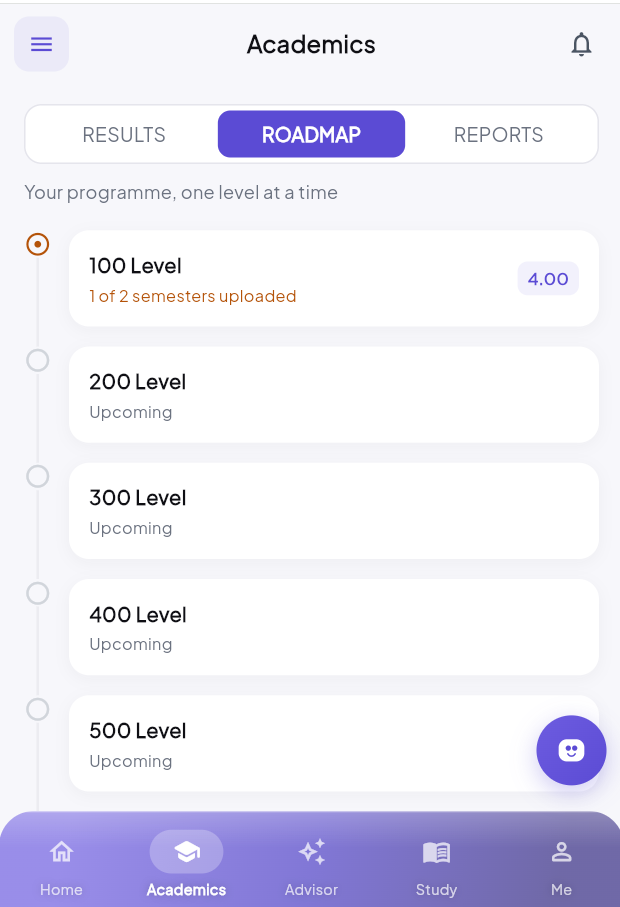 Academics
RESULTS
ROADMAP
REPORTS
Your programme, one level at a time
100 Level
1 of 2 semesters uploaded
4.00
200 Level
Upcoming
300 Level
Upcoming
400 Level
Upcoming
500 Level
Upcoming
Home
Academics
Advisor
Study
Me